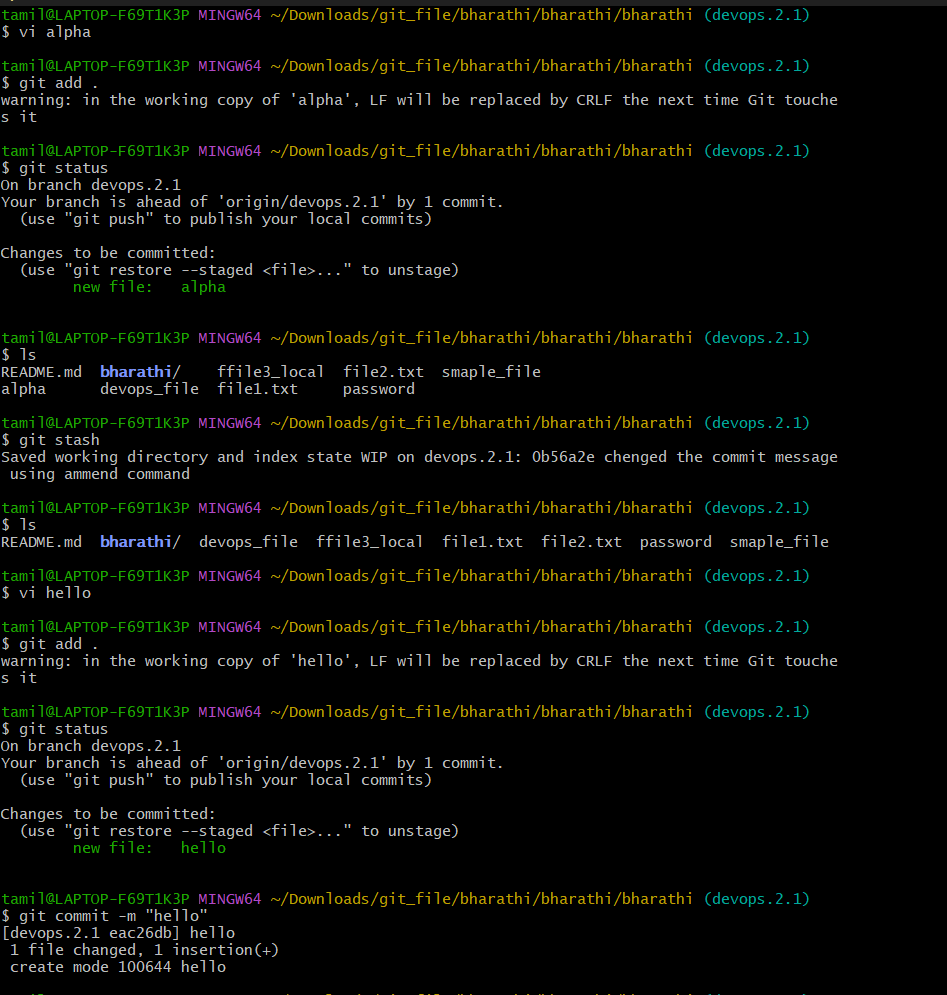 tamil@LAPTOP-F69T1K3P MINGW64 ~/Downloads/git_file/bharathi/bharathi/bharathi (devops.2.1)
$ vi alpha
tamil@LAPTOP-F69T1K3P MINGW64 ~/Downloads/git_file/bharathi/bharathi/bharathi (devops.2.1)
$ git add .
warning: in the working copy of 'alpha', LF will be replaced by CRLF the next time Git touche
s it
tamil@LAPTOP-F69T1K3P MINGW64 ~/Downloads/git_file/bharathi/bharathi/bharathi (devops.2.1)
$ git status
On branch devops.2.1
Your branch is ahead of 'origin/devops.2.1' by 1 commit.
  (use "git push" to publish your local commits)
Changes to be committed:
  (use "git restore --staged <file>..." to unstage)
        new file:   alpha
tamil@LAPTOP-F69T1K3P MINGW64 ~/Downloads/git_file/bharathi/bharathi/bharathi (devops.2.1)
$ ls
README.md  bharathi/    ffile3_local  file2.txt  smaple_file
alpha      devops_file  file1.txt     password
tamil@LAPTOP-F69T1K3P MINGW64 ~/Downloads/git_file/bharathi/bharathi/bharathi (devops.2.1)
$ git stash
Saved working directory and index state WIP on devops.2.1: 0b56a2e chenged the commit message
 using ammend command
tamil@LAPTOP-F69T1K3P MINGW64 ~/Downloads/git_file/bharathi/bharathi/bharathi (devops.2.1)
$ ls
README.md  bharathi/  devops_file  ffile3_local  file1.txt  file2.txt  password  smaple_file
tamil@LAPTOP-F69T1K3P MINGW64 ~/Downloads/git_file/bharathi/bharathi/bharathi (devops.2.1)
$ vi hello
tamil@LAPTOP-F69T1K3P MINGW64 ~/Downloads/git_file/bharathi/bharathi/bharathi (devops.2.1)
$ git add .
warning: in the working copy of 'hello', LF will be replaced by CRLF the next time Git touche
s it
tamil@LAPTOP-F69T1K3P MINGW64 ~/Downloads/git_file/bharathi/bharathi/bharathi (devops.2.1)
$ git status
On branch devops.2.1
Your branch is ahead of 'origin/devops.2.1' by 1 commit.
  (use "git push" to publish your local commits)
Changes to be committed:
  (use "git restore --staged <file>..." to unstage)
        new file:   hello
tamil@LAPTOP-F69T1K3P MINGW64 ~/Downloads/git_file/bharathi/bharathi/bharathi (devops.2.1)
$ git commit -m "hello"
[devops.2.1 eac26db] hello
 1 file changed, 1 insertion(+)
 create mode 100644 hello